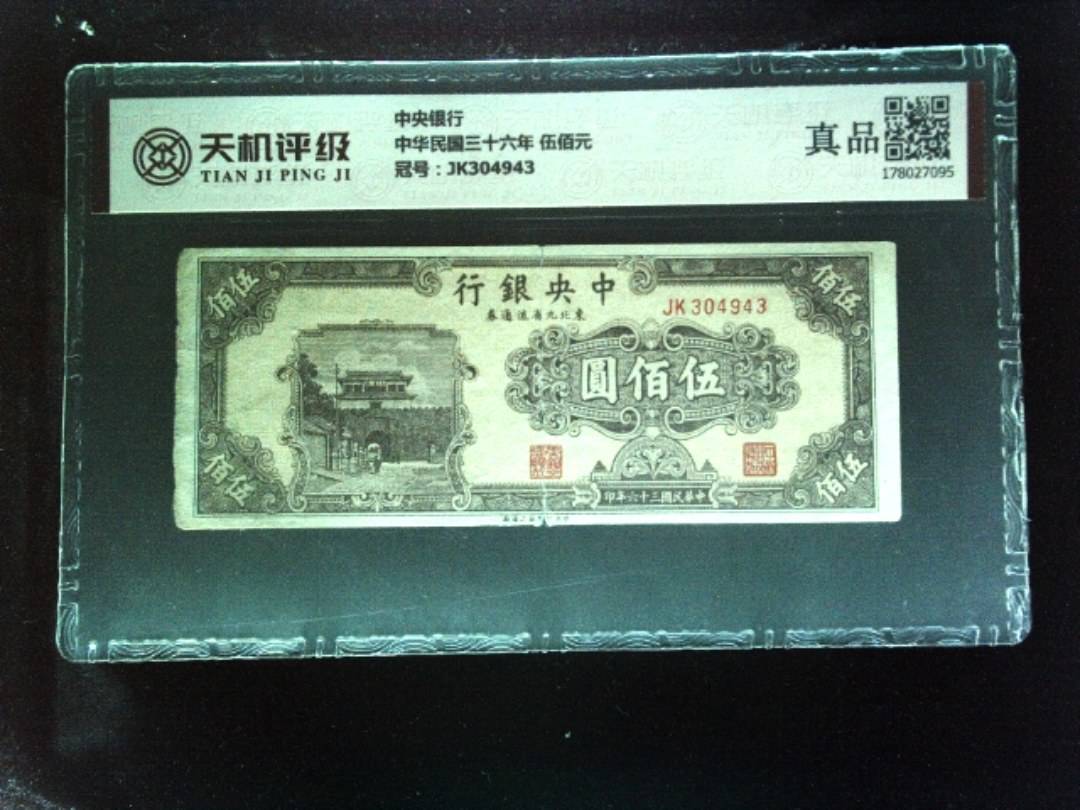 天机评级
TIAN JI PING JI
中央银行
中华民国三十六年 伍佰元
冠号：JK304943
真品
178027095
伍佰
行銀央中
伍佰
券通流省九北東
JK304943
圓佰伍
伍佰
伍佰
印年六十三國民華中